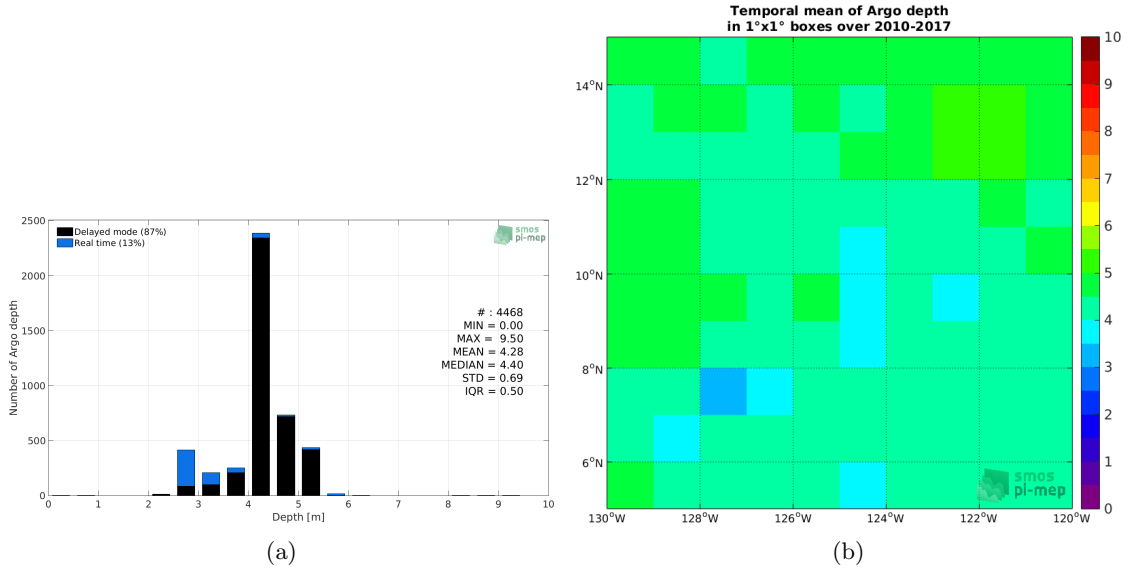 Temporal mean of Argo depth
in 1°x1° boxes over 2010-2017
2500
2000
1500
1000
500
0
Number of Argo depth
Delayed mode (87%)
Real time (13%)
smos
pi-mep
# : 4468
MIN = 0.00
MAX = 9.50
MEAN = 4.28
MEDIAN = 4.40
STD = 0.69
IQR = 0.50
0 1 2 3 4 5 6 7 8 9 10
Depth [m]
(a)
14°N
12°N
10°N
8°N
6°N
130°W 128°W 126°W 124°W 122°W 120°W
smos
pi-mep
10
9
8
7
6
5
4
3
2
1
0
(b)